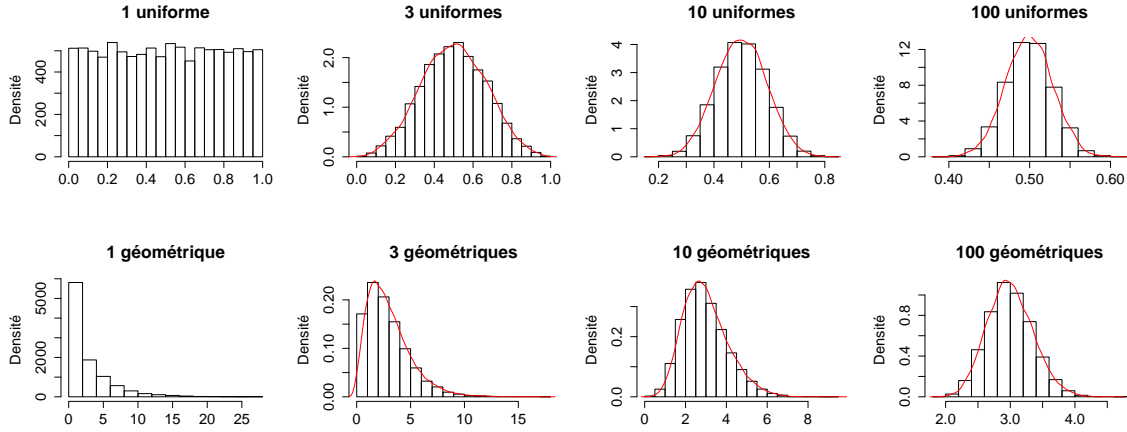 1 uniforme
Densité
0 200 400
0.0 0.2 0.4 0.6 0.8 1.0
3 uniformes
Densité
0.0 1.0 2.0
0.0 0.2 0.4 0.6 0.8 1.0
10 uniformes
Densité
0 1 2 3 4
0.2 0.4 0.6 0.8
100 uniformes
Densité
0 4 8 12
0.40 0.50 0.60
1 géométrique
Densité
0 2000 5000
0 5 10 15 20 25
3 géométriques
Densité
0.00 0.10 0.20
0 5 10 15
10 géométriques
Densité
0.0 0.2
0 2 4 6 8
100 géométriques
Densité
0.0 0.4 0.8
2.0 3.0 4.0